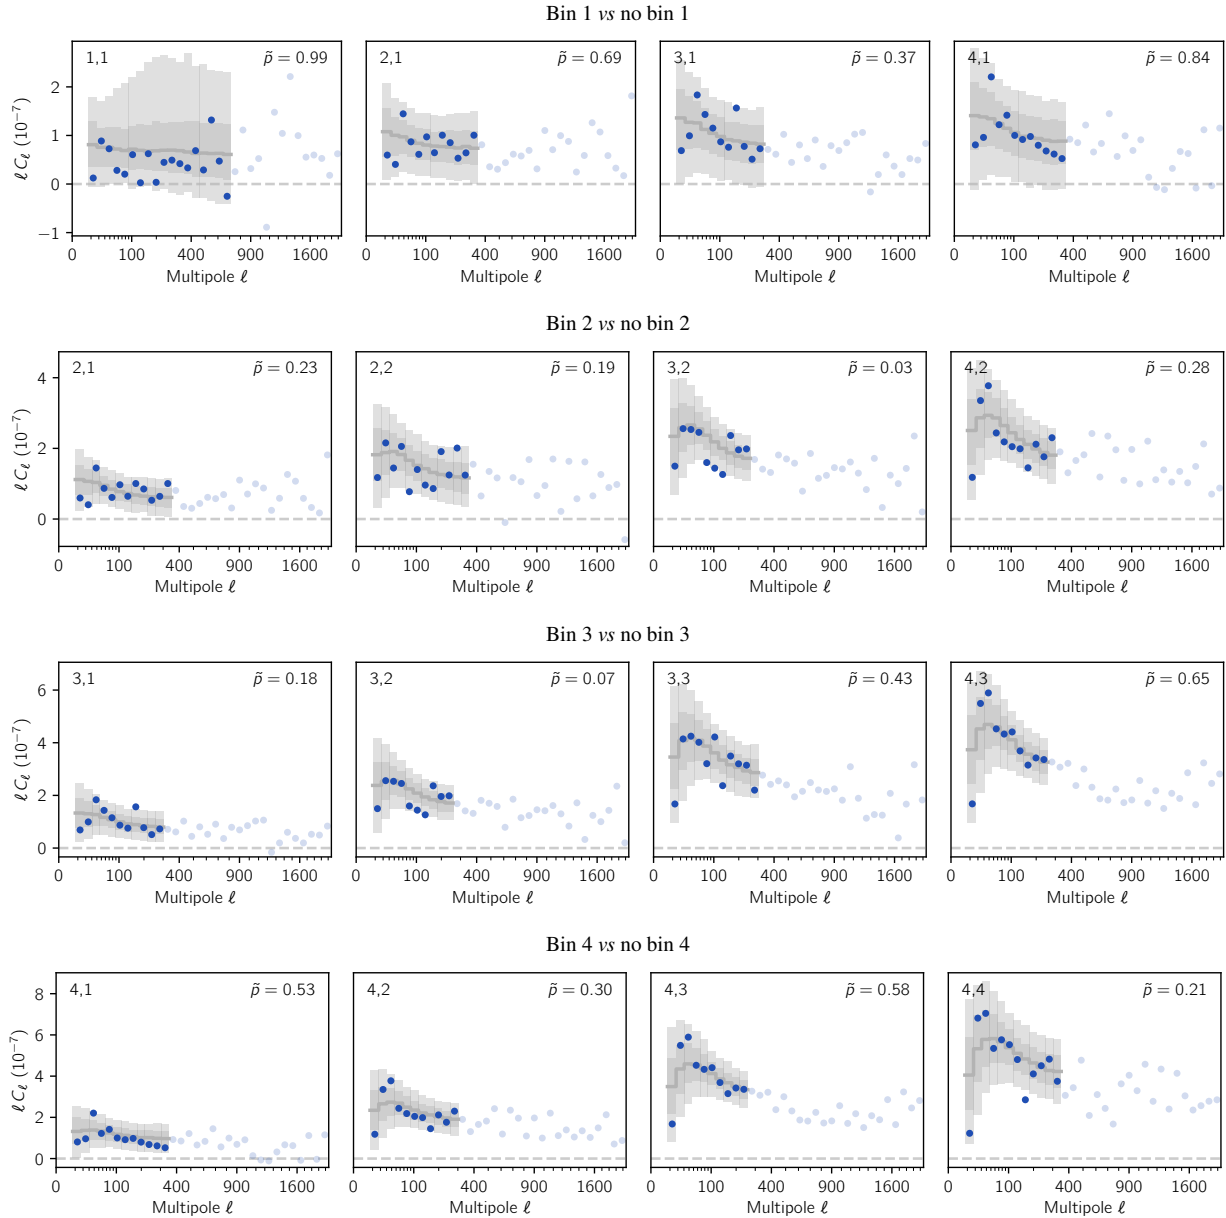 Bin 1 vs no bin 1
1,1 p̃ = 0.99 2,1 p̃ = 0.69 3,1 p̃ = 0.37 4,1 p̃ = 0.84
2
1
0
−1
ℓ Cℓ (10⁻⁷)
0 100 400 900 1600 0 100 400 900 1600 0 100 400 900 1600 0 100 400 900 1600
Multipole ℓ Multipole ℓ Multipole ℓ Multipole ℓ
Bin 2 vs no bin 2
2,1 p̃ = 0.23 2,2 p̃ = 0.19 3,2 p̃ = 0.03 4,2 p̃ = 0.28
4
2
0
ℓ Cℓ (10⁻⁷)
0 100 400 900 1600 0 100 400 900 1600 0 100 400 900 1600 0 100 400 900 1600
Multipole ℓ Multipole ℓ Multipole ℓ Multipole ℓ
Bin 3 vs no bin 3
3,1 p̃ = 0.18 3,2 p̃ = 0.07 3,3 p̃ = 0.43 4,3 p̃ = 0.65
6
4
2
0
ℓ Cℓ (10⁻⁷)
0 100 400 900 1600 0 100 400 900 1600 0 100 400 900 1600 0 100 400 900 1600
Multipole ℓ Multipole ℓ Multipole ℓ Multipole ℓ
Bin 4 vs no bin 4
4,1 p̃ = 0.53 4,2 p̃ = 0.30 4,3 p̃ = 0.58 4,4 p̃ = 0.21
8
6
4
2
0
ℓ Cℓ (10⁻⁷)
0 100 400 900 1600 0 100 400 900 1600 0 100 400 900 1600 0 100 400 900 1600
Multipole ℓ Multipole ℓ Multipole ℓ Multipole ℓ